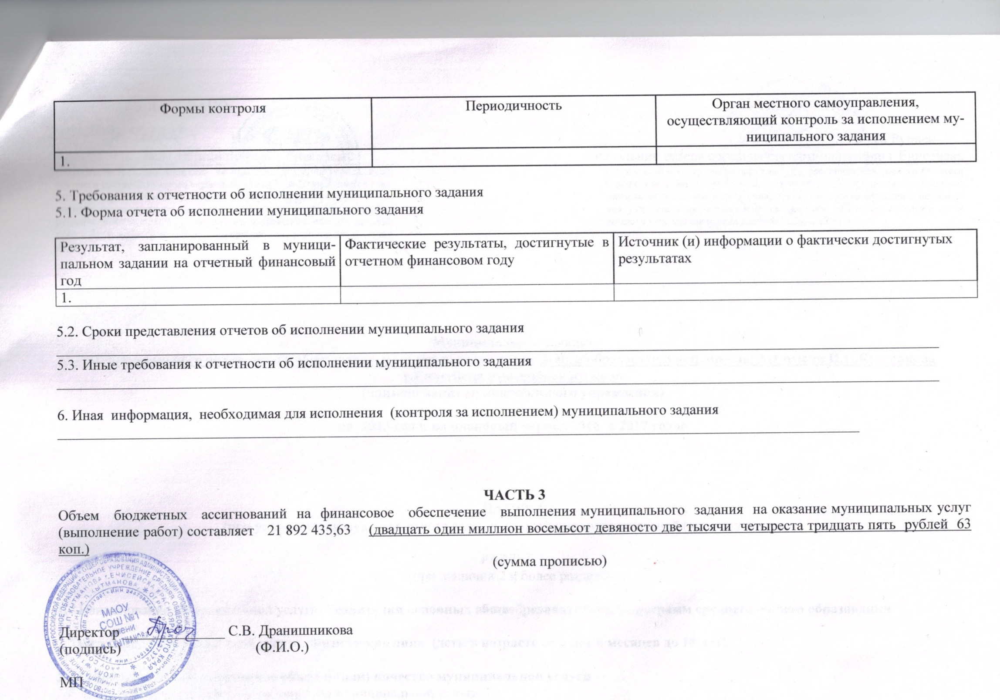 Формы контроля
Периодичность
Орган местного самоуправления,
осуществляющий контроль за исполнением му-
ниципального задания
1.
5. Требования к отчетности об исполнении муниципального задания
5.1. Форма отчета об исполнении муниципального задания
Результат, запланированный в муници-
пальном задании на отчетный финансовый
год
Фактические результаты, достигнутые в
отчетном финансовом году
Источник (и) информации о фактически достигнутых
результатах
1.
5.2. Сроки представления отчетов об исполнении муниципального задания
5.3. Иные требования к отчетности об исполнении муниципального задания
6. Иная информация, необходимая для исполнения (контроля за исполнением) муниципального задания
ЧАСТЬ 3
Объем бюджетных ассигнований на финансовое обеспечение выполнения муниципального задания на оказание муниципальных услуг
(выполнение работ) составляет 21 892 435,63 (двадцать один миллион восемьсот девяносто две тысячи четыреста тридцать пять рублей 63
коп.)
(сумма прописью)
МАОУ
СОШ №1
имени
И.П.КЫТМАНОВА
Директор С.В. Дранишникова
(подпись) (Ф.И.О.)
МП